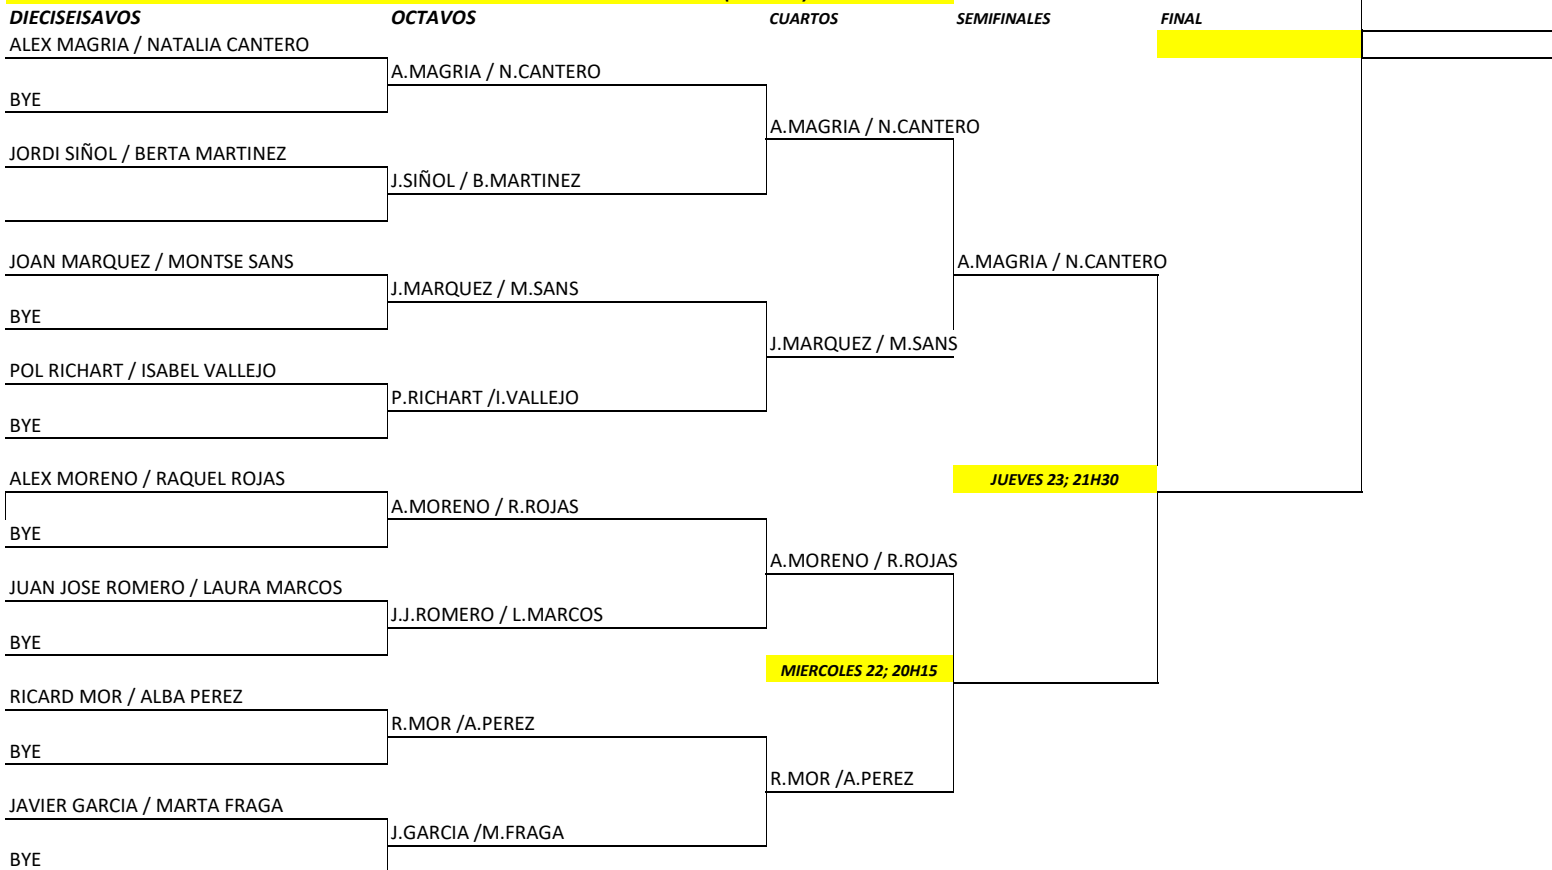 DIECISEISAVOS OCTAVOS CUARTOS SEMIFINALES FINAL
ALEX MAGRIA / NATALIA CANTERO
A.MAGRIA / N.CANTERO
BYE
A.MAGRIA / N.CANTERO
JORDI SIÑOL / BERTA MARTINEZ
J.SIÑOL / B.MARTINEZ
JOAN MARQUEZ / MONTSE SANS A.MAGRIA / N.CANTERO
J.MARQUEZ / M.SANS
BYE
J.MARQUEZ / M.SANS
POL RICHART / ISABEL VALLEJO
P.RICHART /I.VALLEJO
BYE
ALEX MORENO / RAQUEL ROJAS JUEVES 23; 21H30
A.MORENO / R.ROJAS
BYE
A.MORENO / R.ROJAS
JUAN JOSE ROMERO / LAURA MARCOS
J.J.ROMERO / L.MARCOS
BYE
MIERCOLES 22; 20H15
RICARD MOR / ALBA PEREZ
R.MOR /A.PEREZ
BYE
R.MOR /A.PEREZ
JAVIER GARCIA / MARTA FRAGA
J.GARCIA /M.FRAGA
BYE